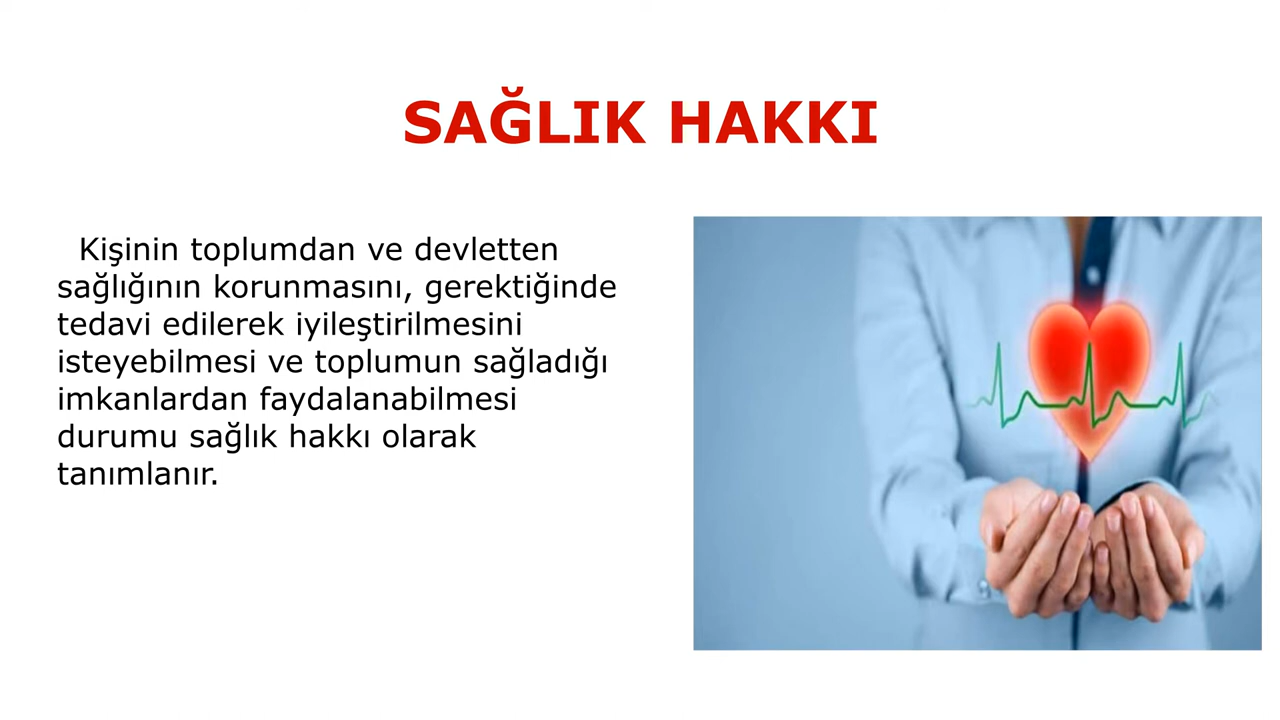 SAĞLIK HAKKI
Kişinin toplumdan ve devletten
sağlığının korunmasını, gerektiğinde
tedavi edilerek iyileştirilmesini
isteyebilmesi ve toplumun sağladığı
imkanlardan faydalanabilmesi
durumu sağlık hakkı olarak
tanımlanır.